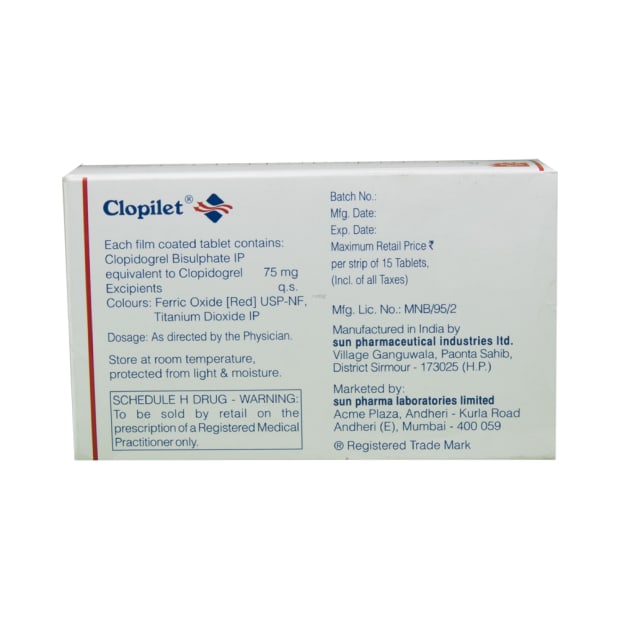 Clopilet®
Each film coated tablet contains:
Clopidogrel Bisulphate IP
equivalent to Clopidogrel 75 mg
Excipients q.s.
Colours: Ferric Oxide [Red] USP-NF,
Titanium Dioxide IP
Dosage: As directed by the Physician.
Store at room temperature,
protected from light & moisture.
SCHEDULE H DRUG - WARNING:
To be sold by retail on the
prescription of a Registered Medical
Practitioner only.
Batch No.:
Mfg. Date:
Exp. Date:
Maximum Retail Price ₹
per strip of 15 Tablets,
(Incl. of all Taxes)
Mfg. Lic. No.: MNB/95/2
Manufactured in India by
sun pharmaceutical industries ltd.
Village Ganguwala, Paonta Sahib,
District Sirmour - 173025 (H.P.)
Marketed by:
sun pharma laboratories limited
Acme Plaza, Andheri - Kurla Road
Andheri (E), Mumbai - 400 059
® Registered Trade Mark